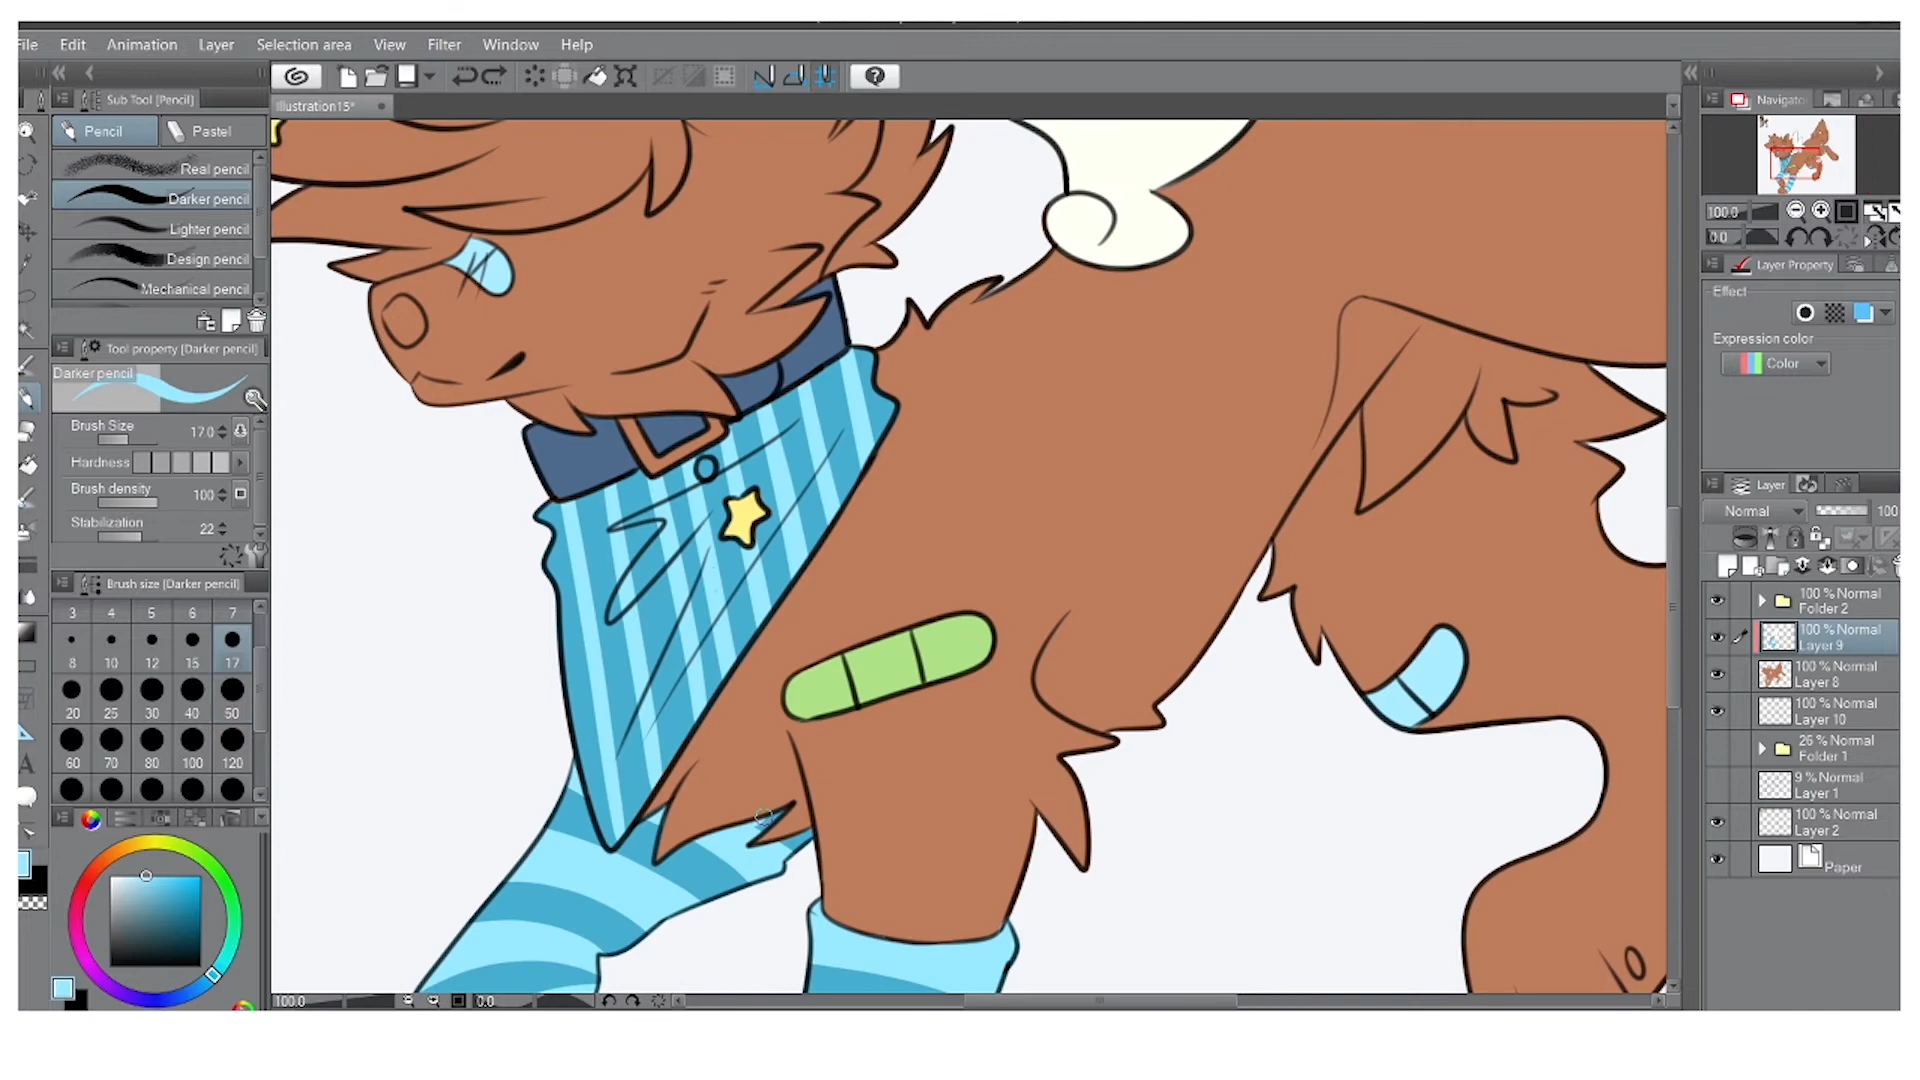 File Edit Animation Layer Selection area View Filter Window Help
Sub Tool [Pencil]
Illustration15*
Pencil Pastel
Real pencil
Darker pencil
Lighter pencil
Design pencil
Mechanical pencil
Tool property [Darker pencil]
Darker pencil
Brush Size 17.0
Hardness
Brush density 100
Stabilization 22
Brush size [Darker pencil]
3 4 5 6 7
8 10 12 15 17
20 25 30 40 50
60 70 80 100 120
100.0 0.0
Navigator
100.0
0.0
Layer Property
Effect
Expression color
Color
Layer
Normal 100
100 % Normal
Folder 2
100 % Normal
Layer 9
100 % Normal
Layer 8
100 % Normal
Layer 10
26 % Normal
Folder 1
9 % Normal
Layer 1
100 % Normal
Layer 2
Paper